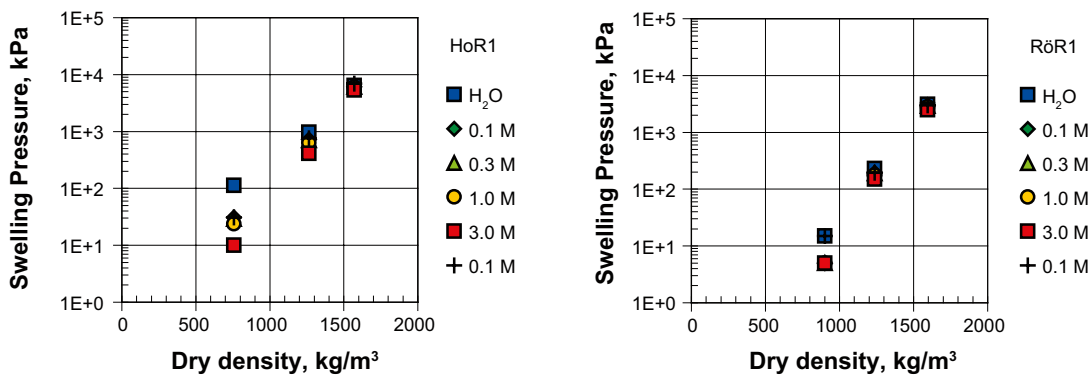 Swelling Pressure, kPa
1E+5
1E+4
1E+3
1E+2
1E+1
1E+0
0 500 1000 1500 2000
Dry density, kg/m³
HoR1
H₂O
0.1 M
0.3 M
1.0 M
3.0 M
0.1 M
Swelling Pressure, kPa
1E+5
1E+4
1E+3
1E+2
1E+1
1E+0
0 500 1000 1500 2000
Dry density, kg/m³
RöR1
H₂O
0.1 M
0.3 M
1.0 M
3.0 M
0.1 M